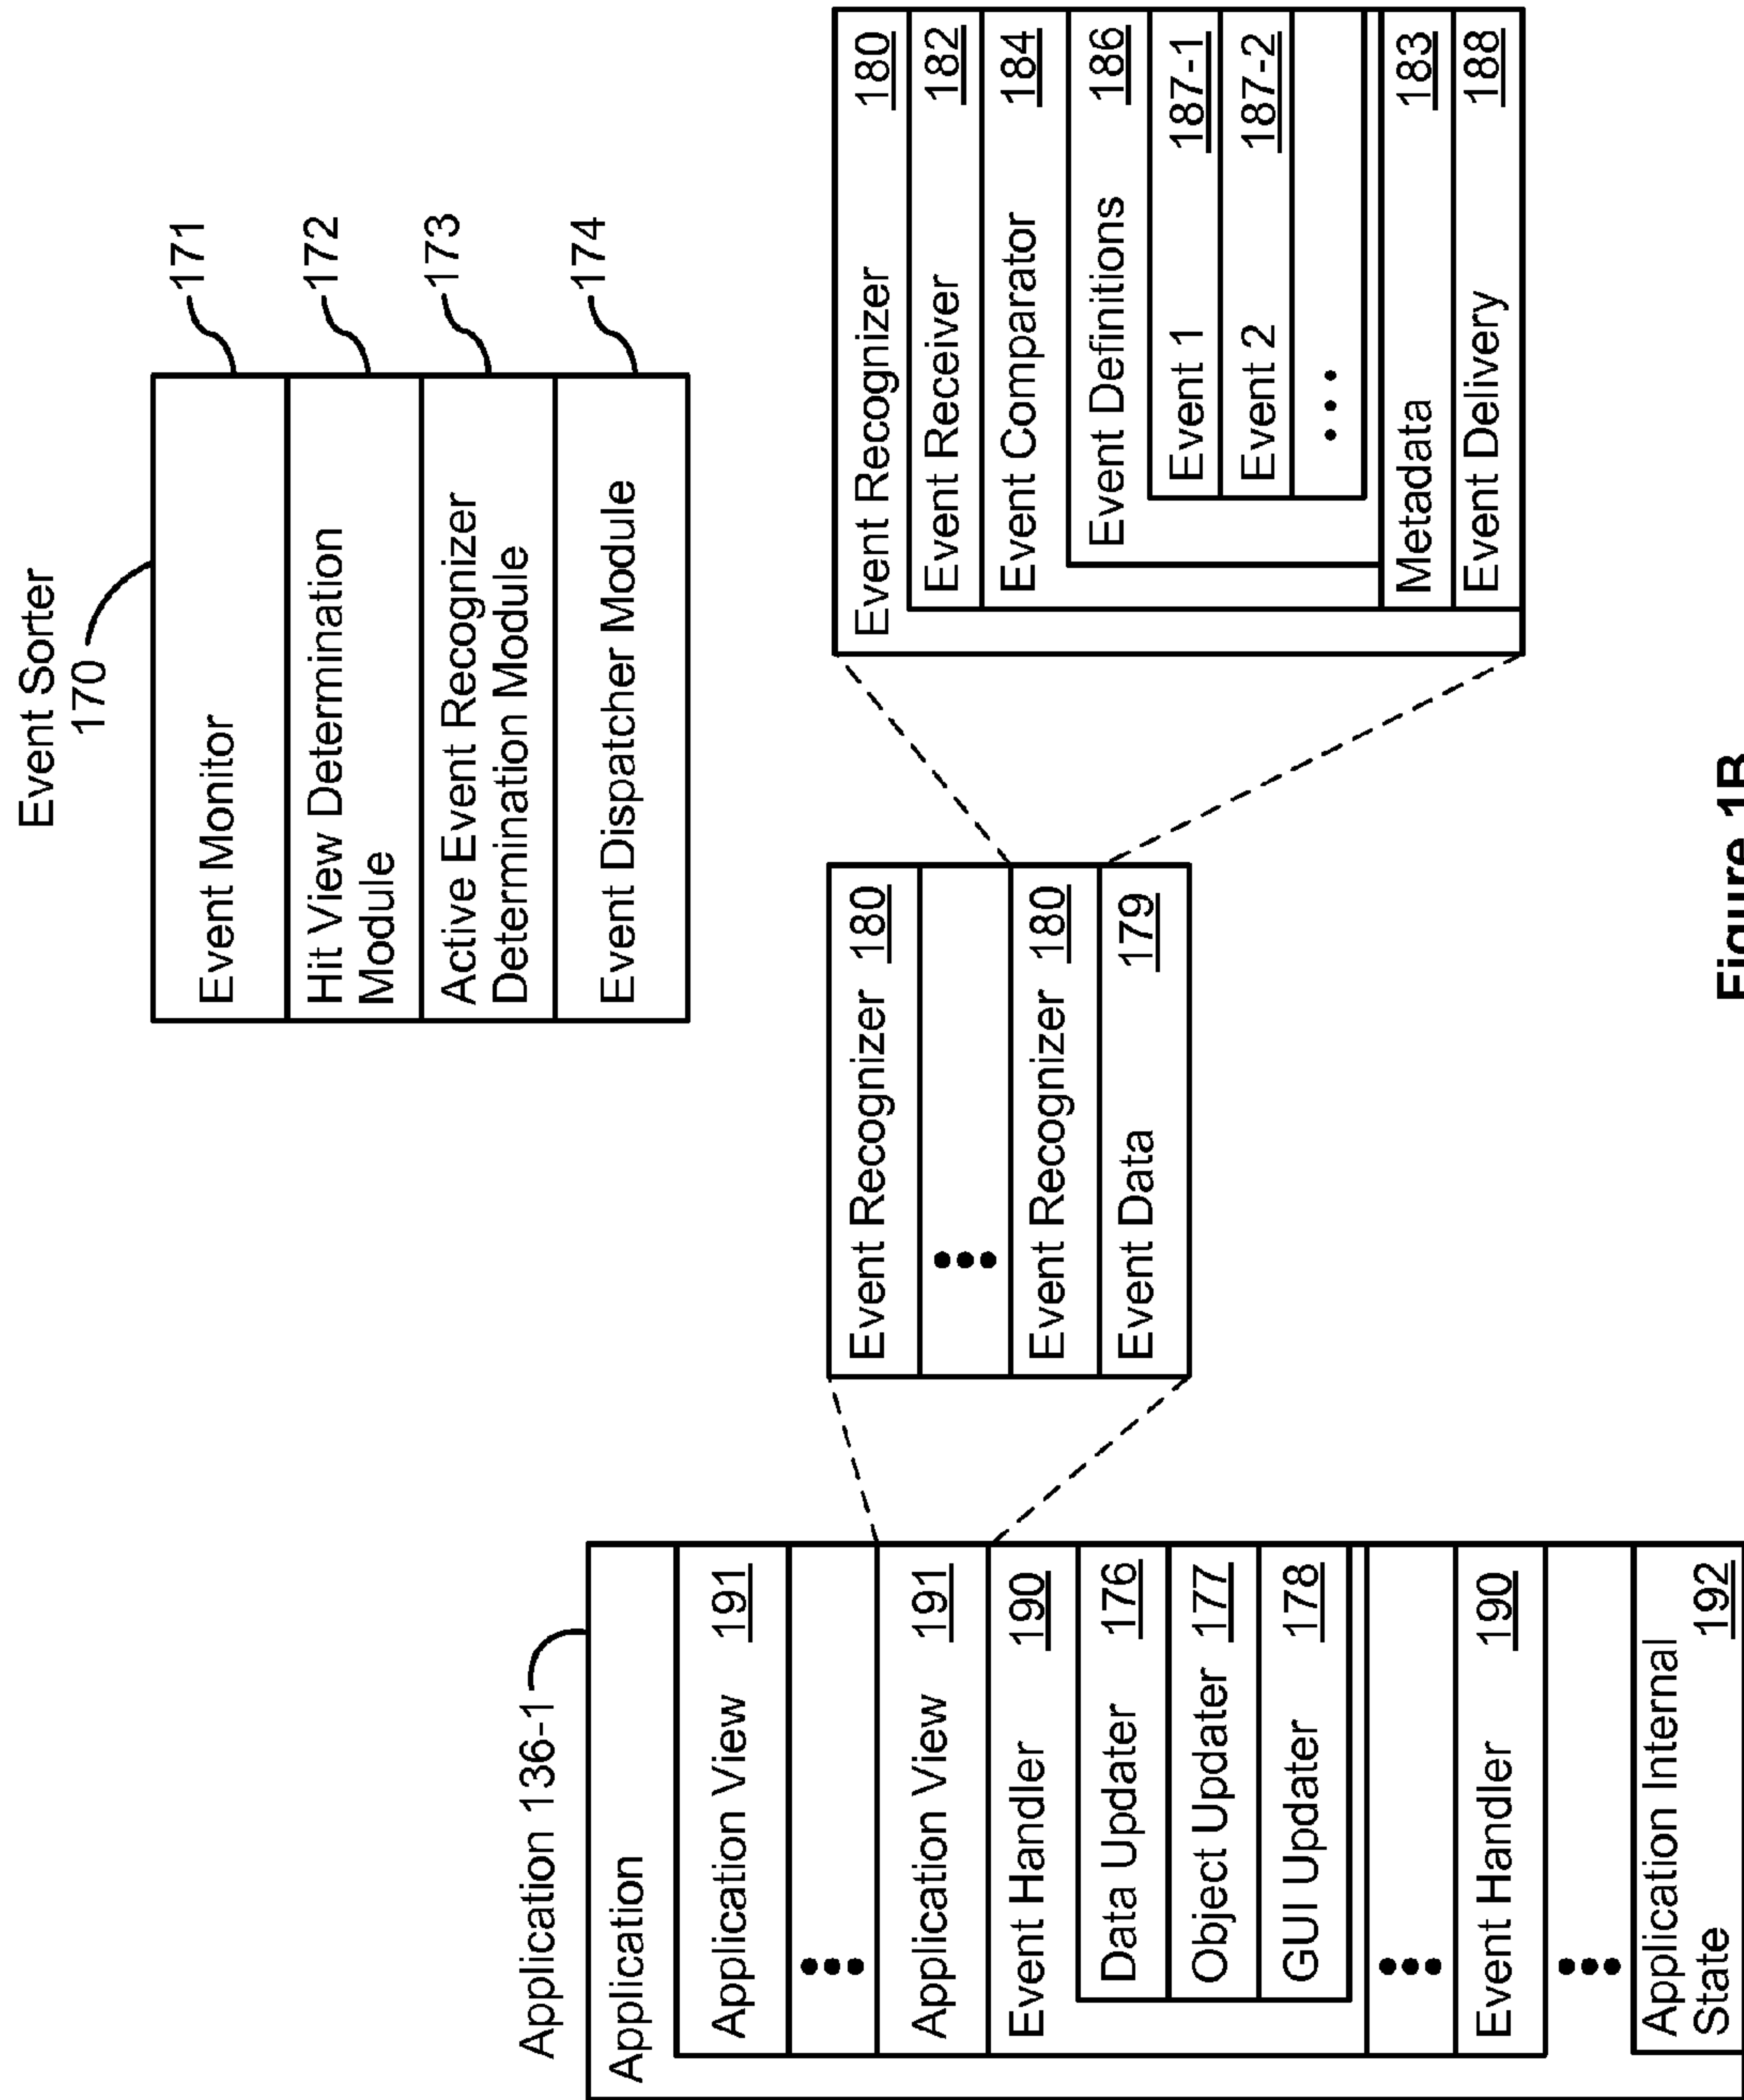 Event Sorter
170
Event Monitor
171
Hit View Determination
Module
172
Active Event Recognizer
Determination Module
173
Event Dispatcher Module
174
Application 136-1
Application
Application View 191
Application View 191
Event Handler 190
Data Updater 176
Object Updater 177
GUI Updater 178
Event Handler 190
Application Internal
State 192
Event Recognizer 180
Event Recognizer 180
Event Data 179
Event Recognizer 180
Event Receiver 182
Event Comparator 184
Event Definitions 186
Event 1 187-1
Event 2 187-2
Metadata 183
Event Delivery 188
Figure 1B